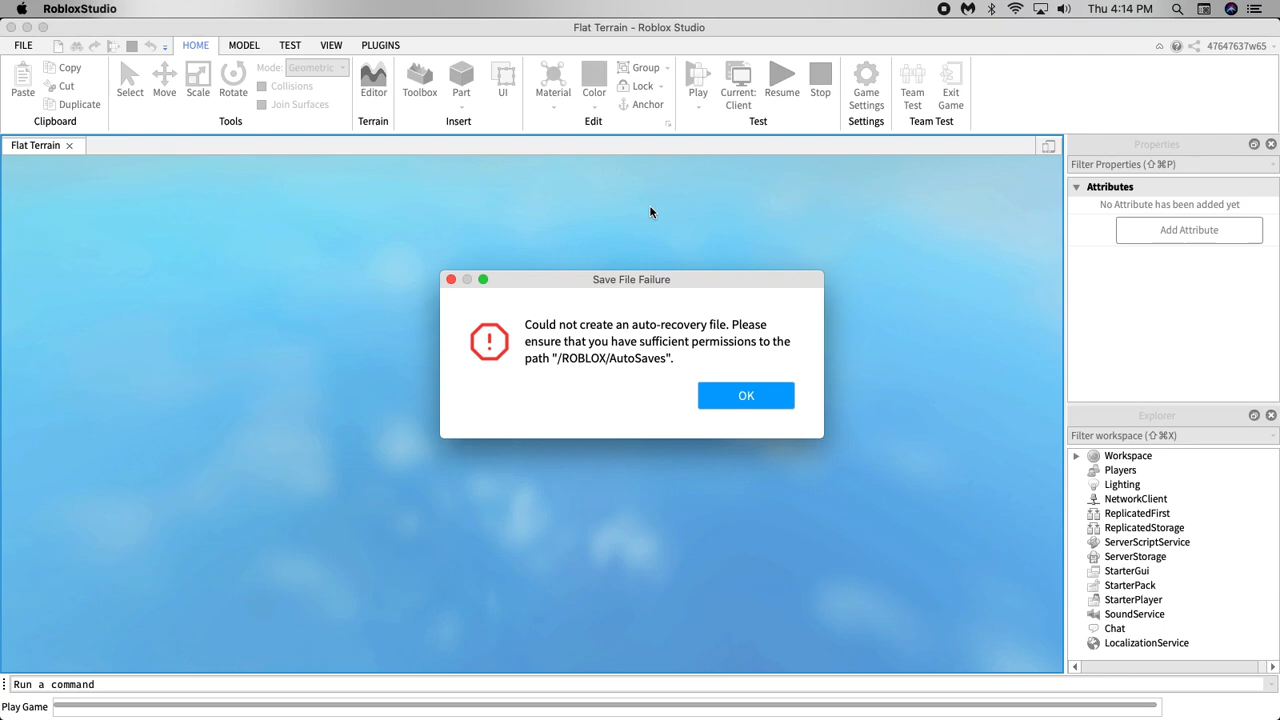 RobloxStudio
Thu 4:14 PM
Flat Terrain - Roblox Studio
FILE HOME MODEL TEST VIEW PLUGINS
47647637w65
Paste
Copy
Cut
Duplicate
Clipboard
Select
Move
Scale
Rotate
Mode: Geometric
Collisions
Join Surfaces
Tools
Editor
Terrain
Toolbox
Part
UI
Insert
Material
Color
Group
Lock
Anchor
Edit
Play
Current:
Client
Resume
Stop
Test
Game
Settings
Settings
Team
Test
Exit
Game
Team Test
Flat Terrain
Properties
Filter Properties (⇧⌘P)
Attributes
No Attribute has been added yet
Add Attribute
Save File Failure
Could not create an auto-recovery file. Please
ensure that you have sufficient permissions to the
path "/ROBLOX/AutoSaves".
OK
Explorer
Filter workspace (⇧⌘X)
Workspace
Players
Lighting
NetworkClient
ReplicatedFirst
ReplicatedStorage
ServerScriptService
ServerStorage
StarterGui
StarterPack
StarterPlayer
SoundService
Chat
LocalizationService
Run a command
Play Game